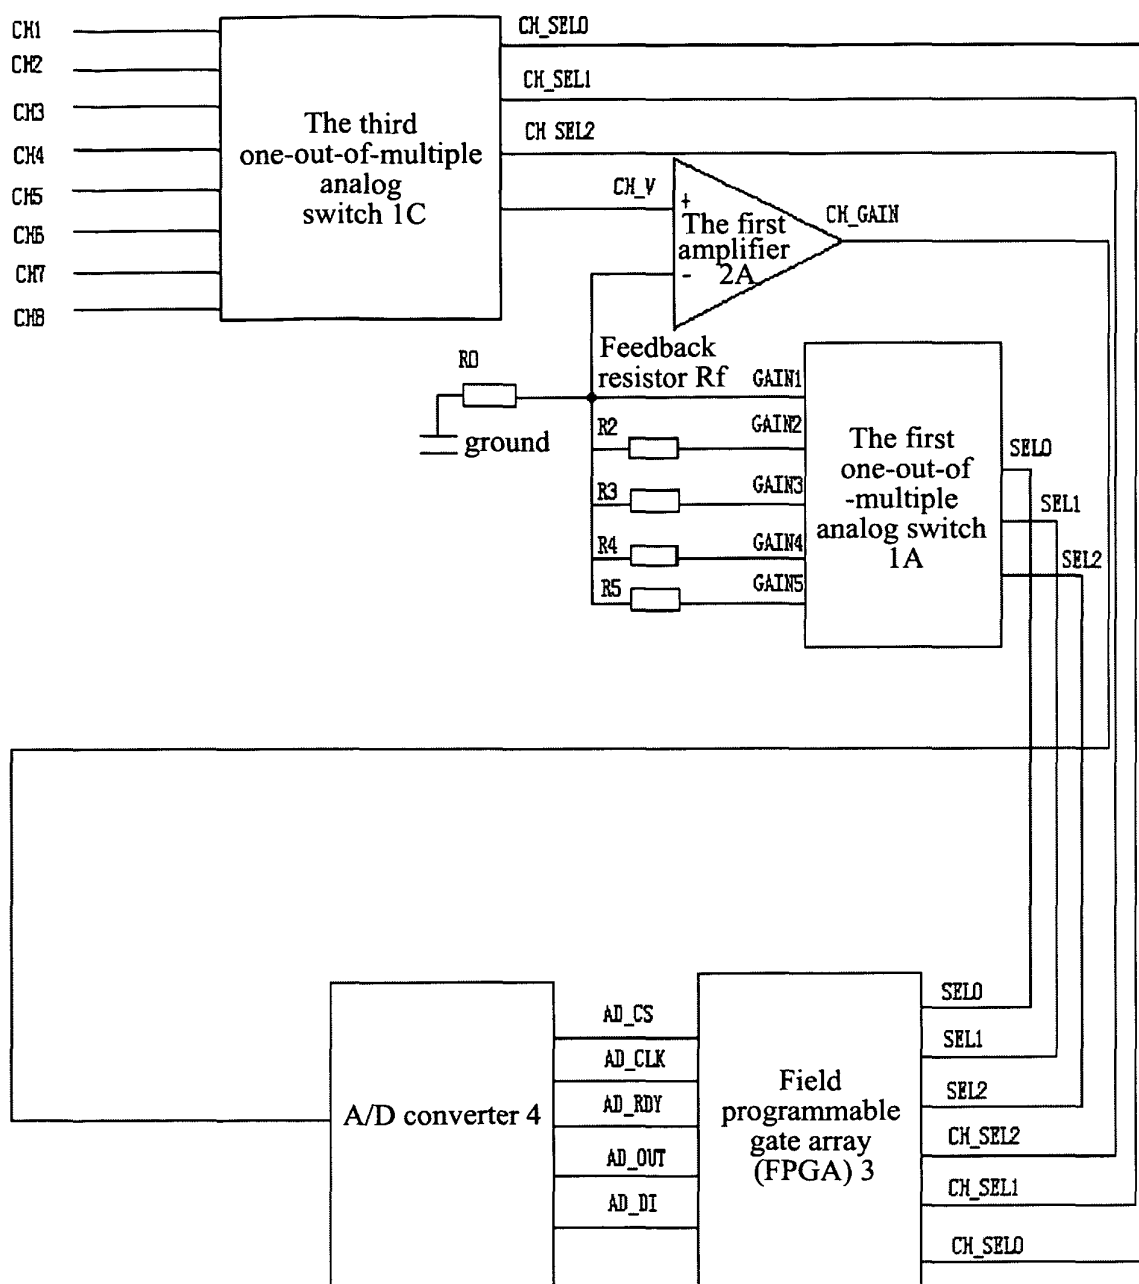 CH1
CH2
CH3
CH4
CH5
CH6
CH7
CH8
The third
one-out-of-multiple
analog
switch 1C
CH_SEL0
CH_SEL1
CH SEL2
CH_V
+
The first
amplifier
2A
-
CH_GAIN
Feedback
resistor Rf
R0
ground
R2
R3
R4
R5
GAIN1
GAIN2
GAIN3
GAIN4
GAIN5
The first
one-out-of
-multiple
analog switch
1A
SEL0
SEL1
SEL2
A/D converter 4
AD_CS
AD_CLK
AD_RDY
AD_OUT
AD_DI
Field
programmable
gate array
(FPGA) 3
SEL0
SEL1
SEL2
CH_SEL2
CH_SEL1
CH_SEL0